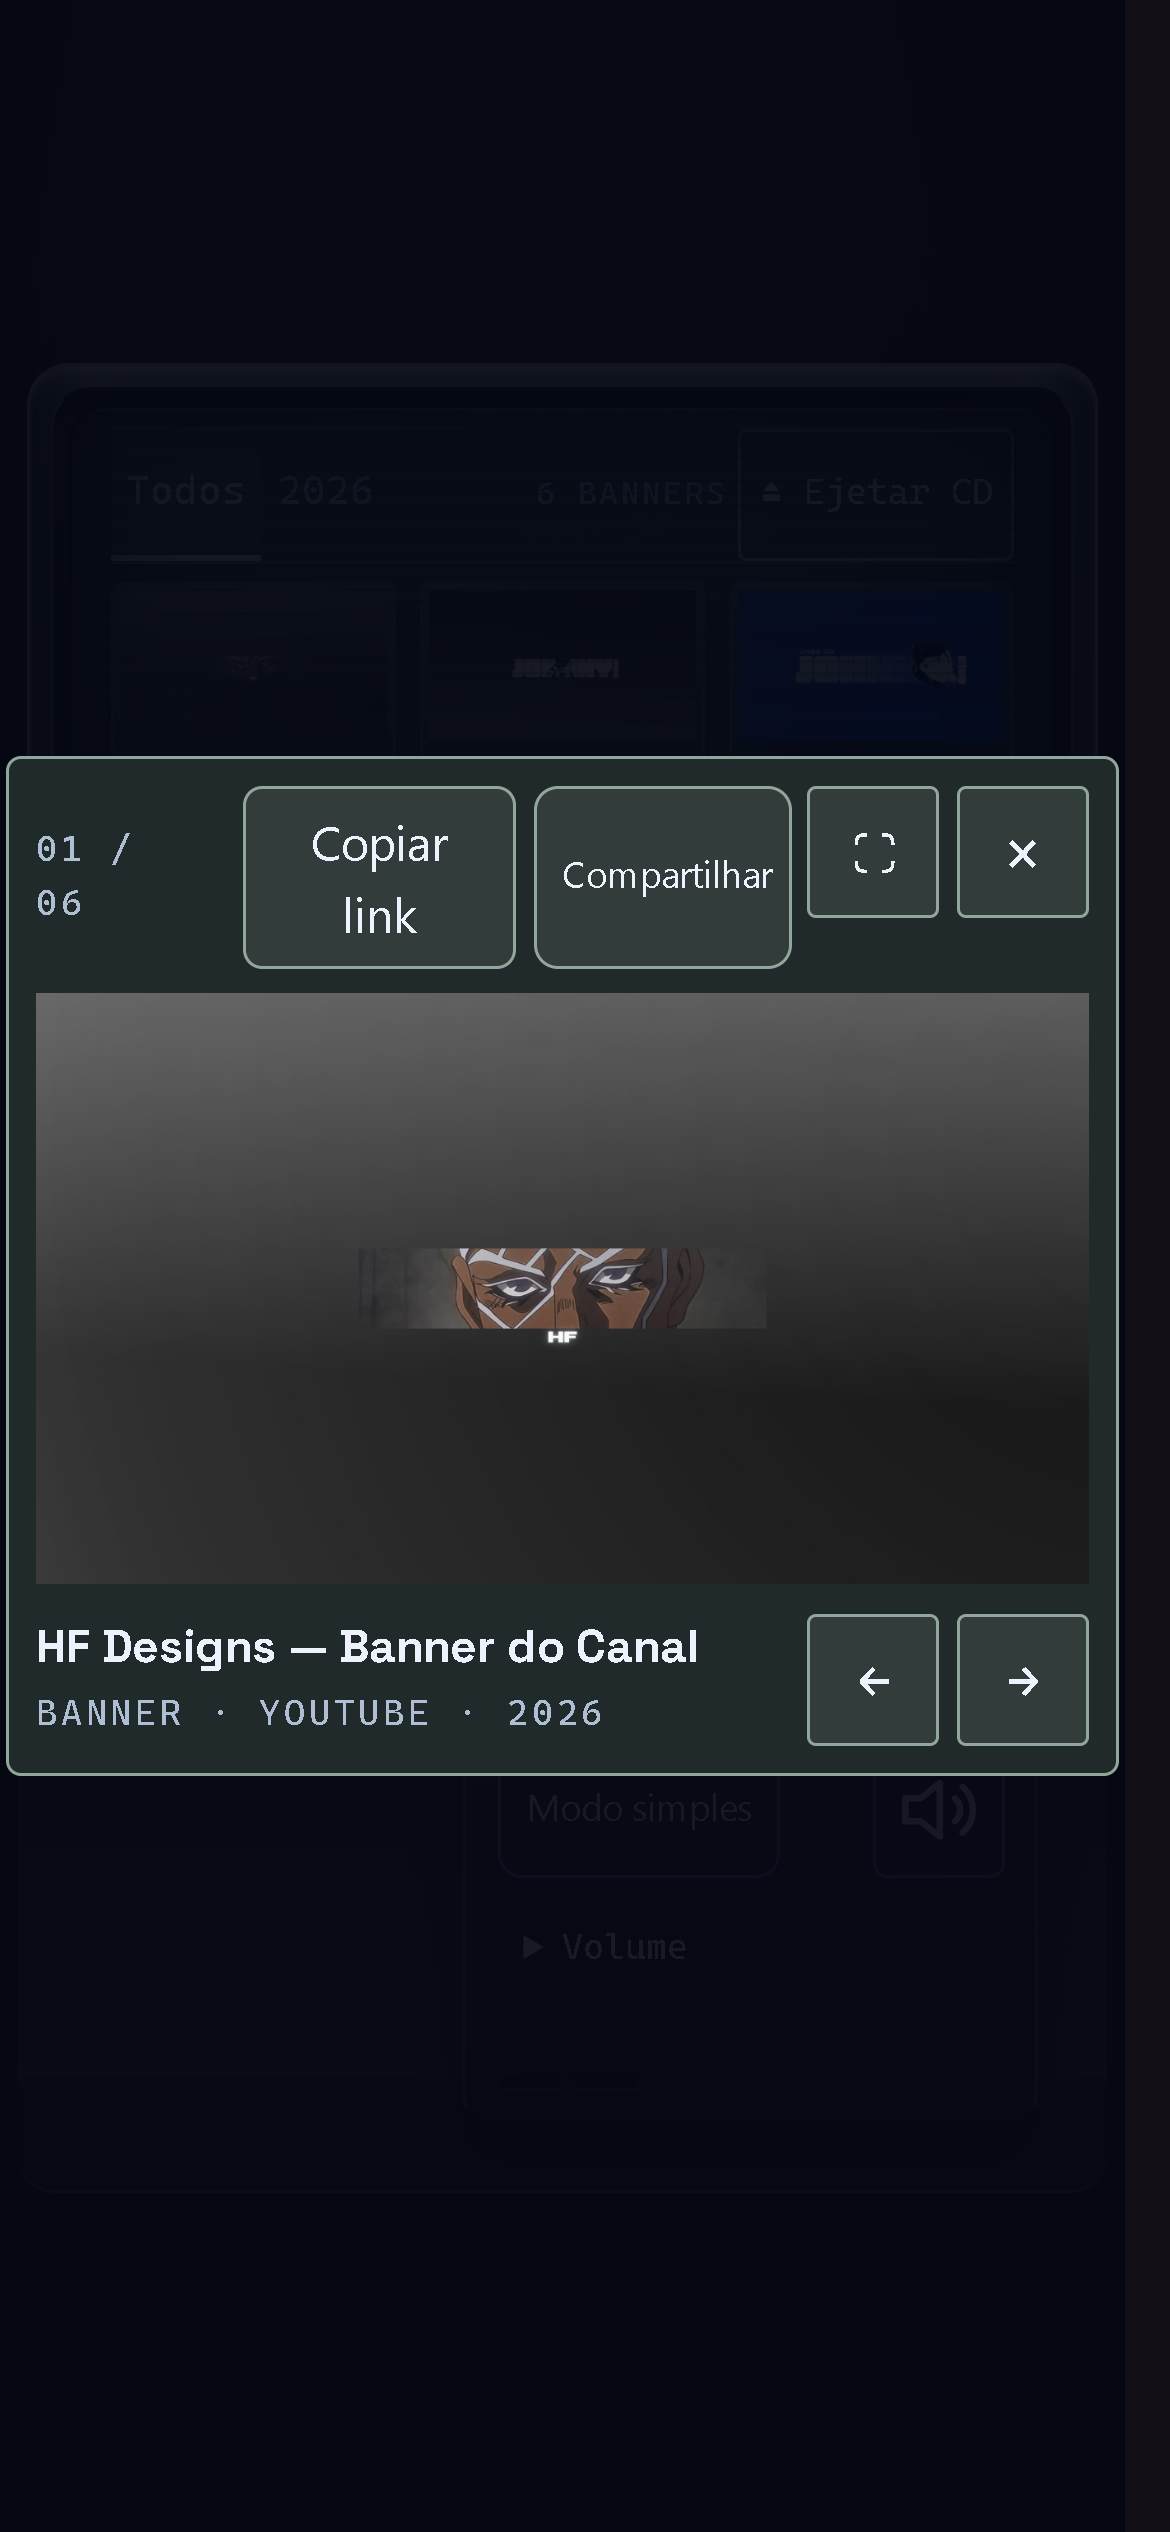 Todos 2026 6 BANNERS ⏏ Ejetar CD
01 /
06
Copiar
link
Compartilhar
HF
HF Designs — Banner do Canal
BANNER · YOUTUBE · 2026
Modo simples
▶ Volume